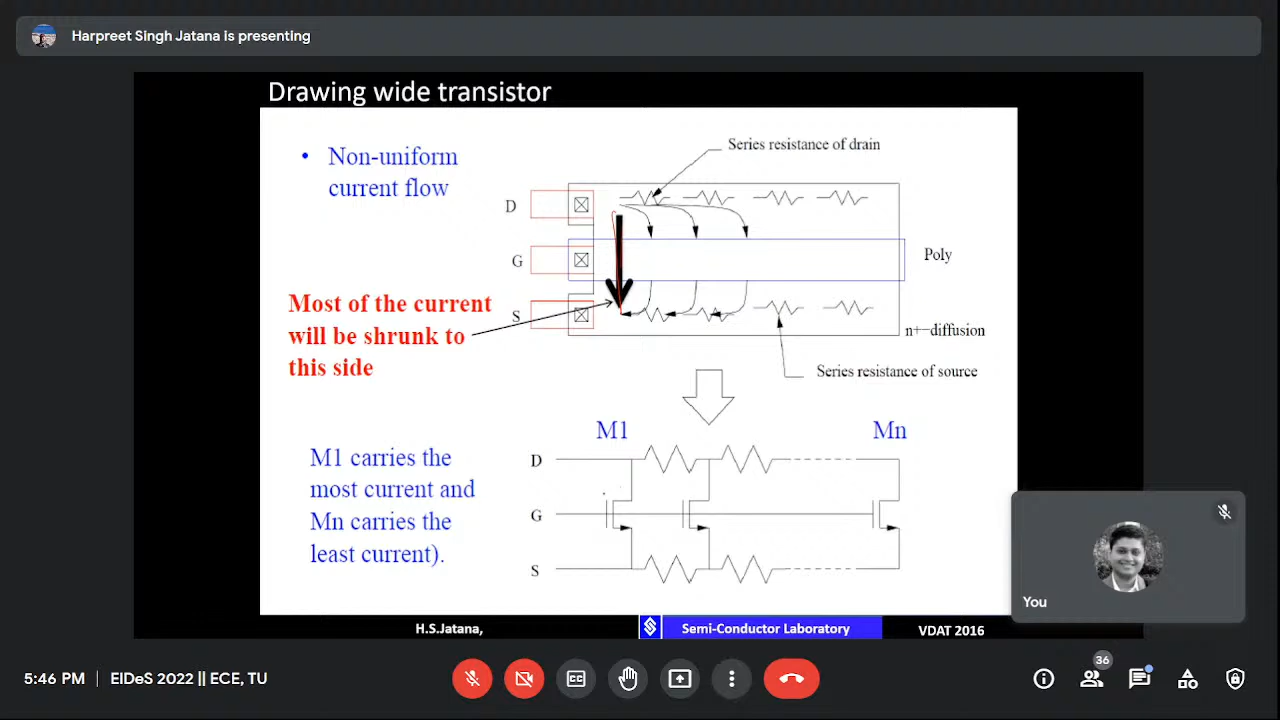 Harpreet Singh Jatana is presenting
Drawing wide transistor
• Non-uniform
current flow
Series resistance of drain
D
G
S
Poly
n+-diffusion
Series resistance of source
Most of the current
will be shrunk to
this side
M1
Mn
M1 carries the
most current and
Mn carries the
least current).
D
G
S
You
H.S.Jatana,
Semi-Conductor Laboratory
VDAT 2016
5:46 PM | EIDeS 2022 || ECE, TU
CC
36